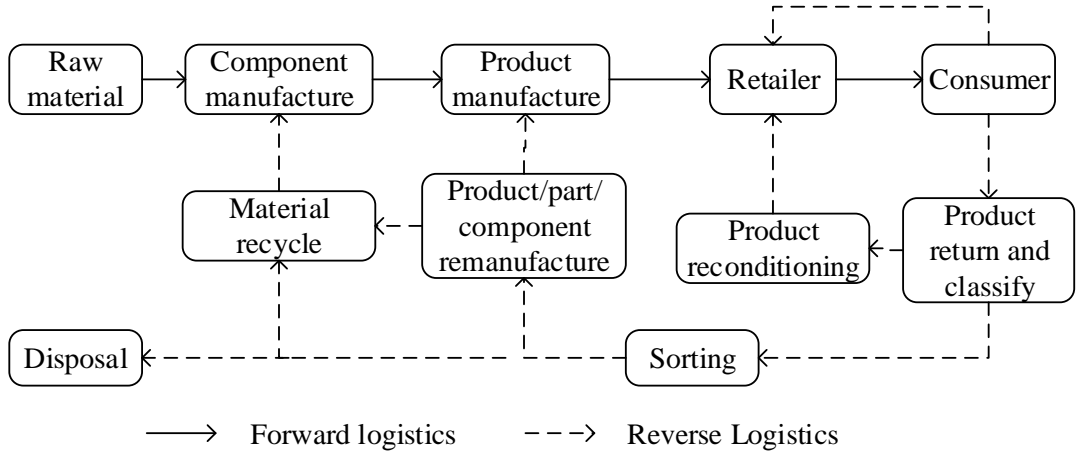 Raw
material
Component
manufacture
Product
manufacture
Retailer
Consumer
Material
recycle
Product/part/
component
remanufacture
Product
reconditioning
Product
return and
classify
Disposal
Sorting
Forward logistics
Reverse Logistics